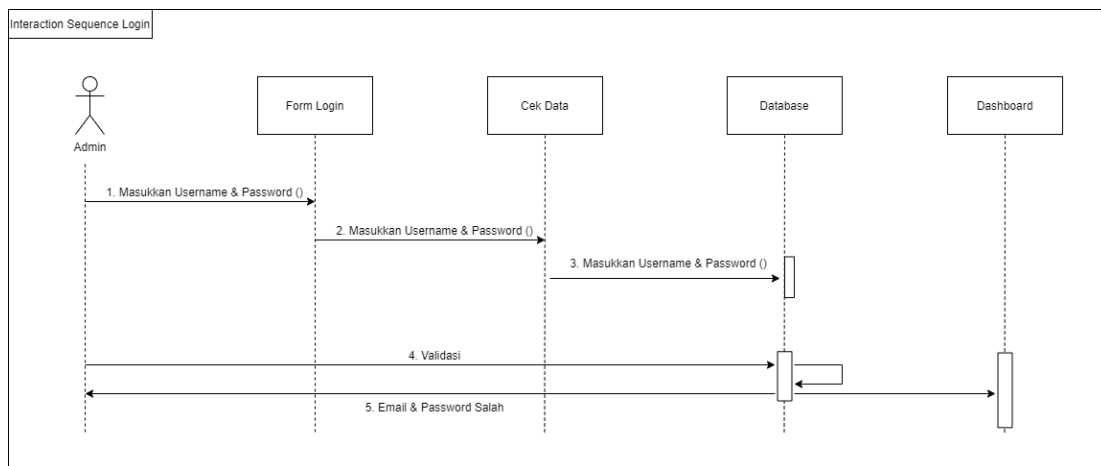 Interaction Sequence Login
Admin
Form Login
Cek Data
Database
Dashboard
1. Masukkan Username & Password ()
2. Masukkan Username & Password ()
3. Masukkan Username & Password ()
4. Validasi
5. Email & Password Salah